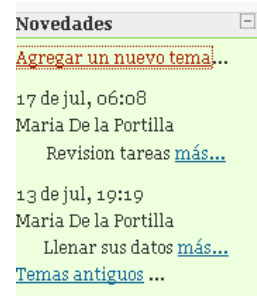 Novedades
Agregar un nuevo tema...
17 de jul, 06:08
Maria De la Portilla
Revision tareas más...
13 de jul, 19:19
Maria De la Portilla
Llenar sus datos más...
Temas antiguos ...